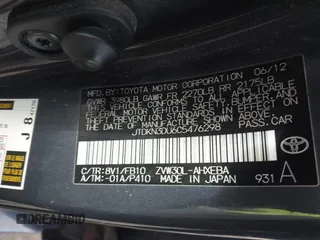 MFD.BY:TOYOTA MOTOR CORPORATION 06/12
GVWR 3980LB GAWR FR 2270LB RR 2175LB
THIS VEHICLE CONFORMS TO ALL APPLICABLE
FEDERAL MOTOR VEHICLE SAFETY, BUMPER,
AND THEFT PREVENTION STANDARDS IN EFFECT
ON THE DATE OF MANUFACTURE SHOWN ABOVE.
JTDKN3DU6C5476298 PASS.CAR
TOYOTA
C/TR:8V1/FB10 ZVW30L-AHXEBA
A/TM:-01A/P410 MADE IN JAPAN 931 A
J 8
DREAMBID